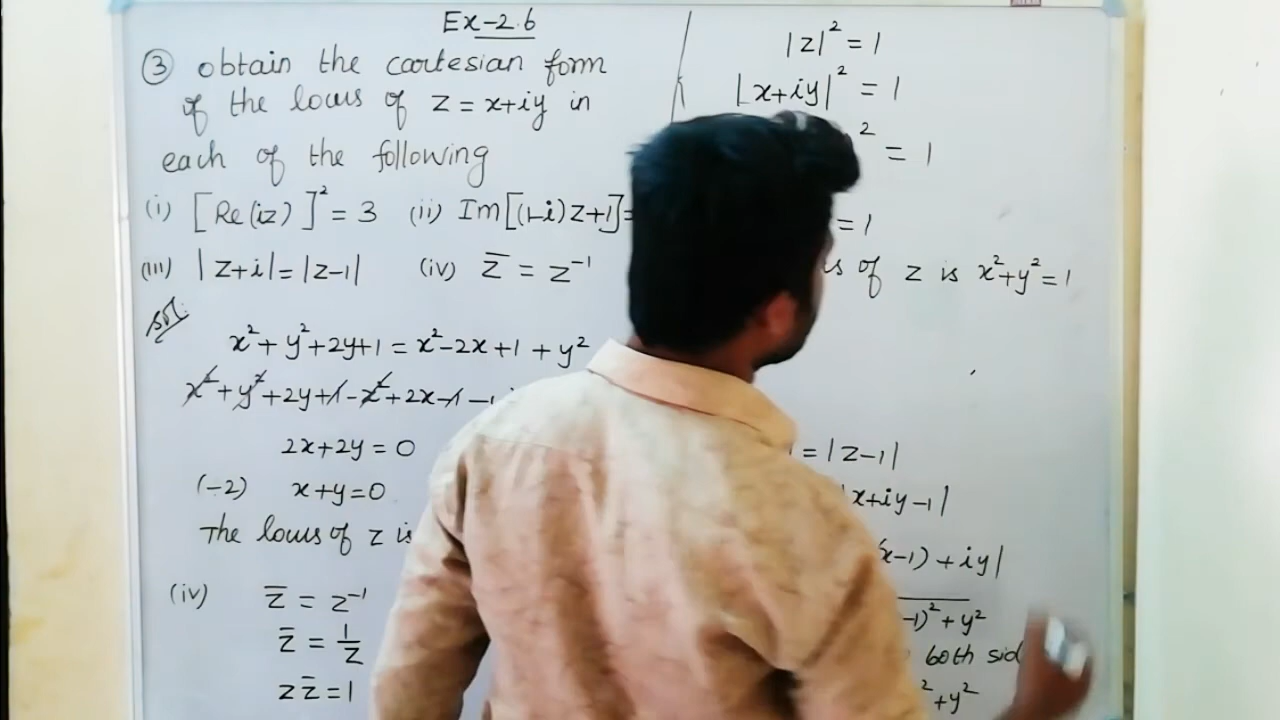 Ex-2.6
③ obtain the cartesian form
of the locus of z = x+iy in
each of the following
(i) [Re(iz)]² = 3 (ii) Im[(1-i)z+1]=
(iii) |z+i|=|z-1| (iv) z̄ = z⁻¹
sol:
x²+y²+2y+1 = x²-2x+1+y²
x²+y²+2y+1-x²+2x-1-
2x+2y=0
(÷2) x+y=0
The locus of z is
(iv) z̄ = z⁻¹
z̄ = 1/z
z z̄ = 1
|z|² = 1
|x+iy|² = 1
² = 1
= 1
of z is x²+y²=1
= |z-1|
|x+iy-1|
(x-1)+iy|
-1)²+y²
both sid
²+y²